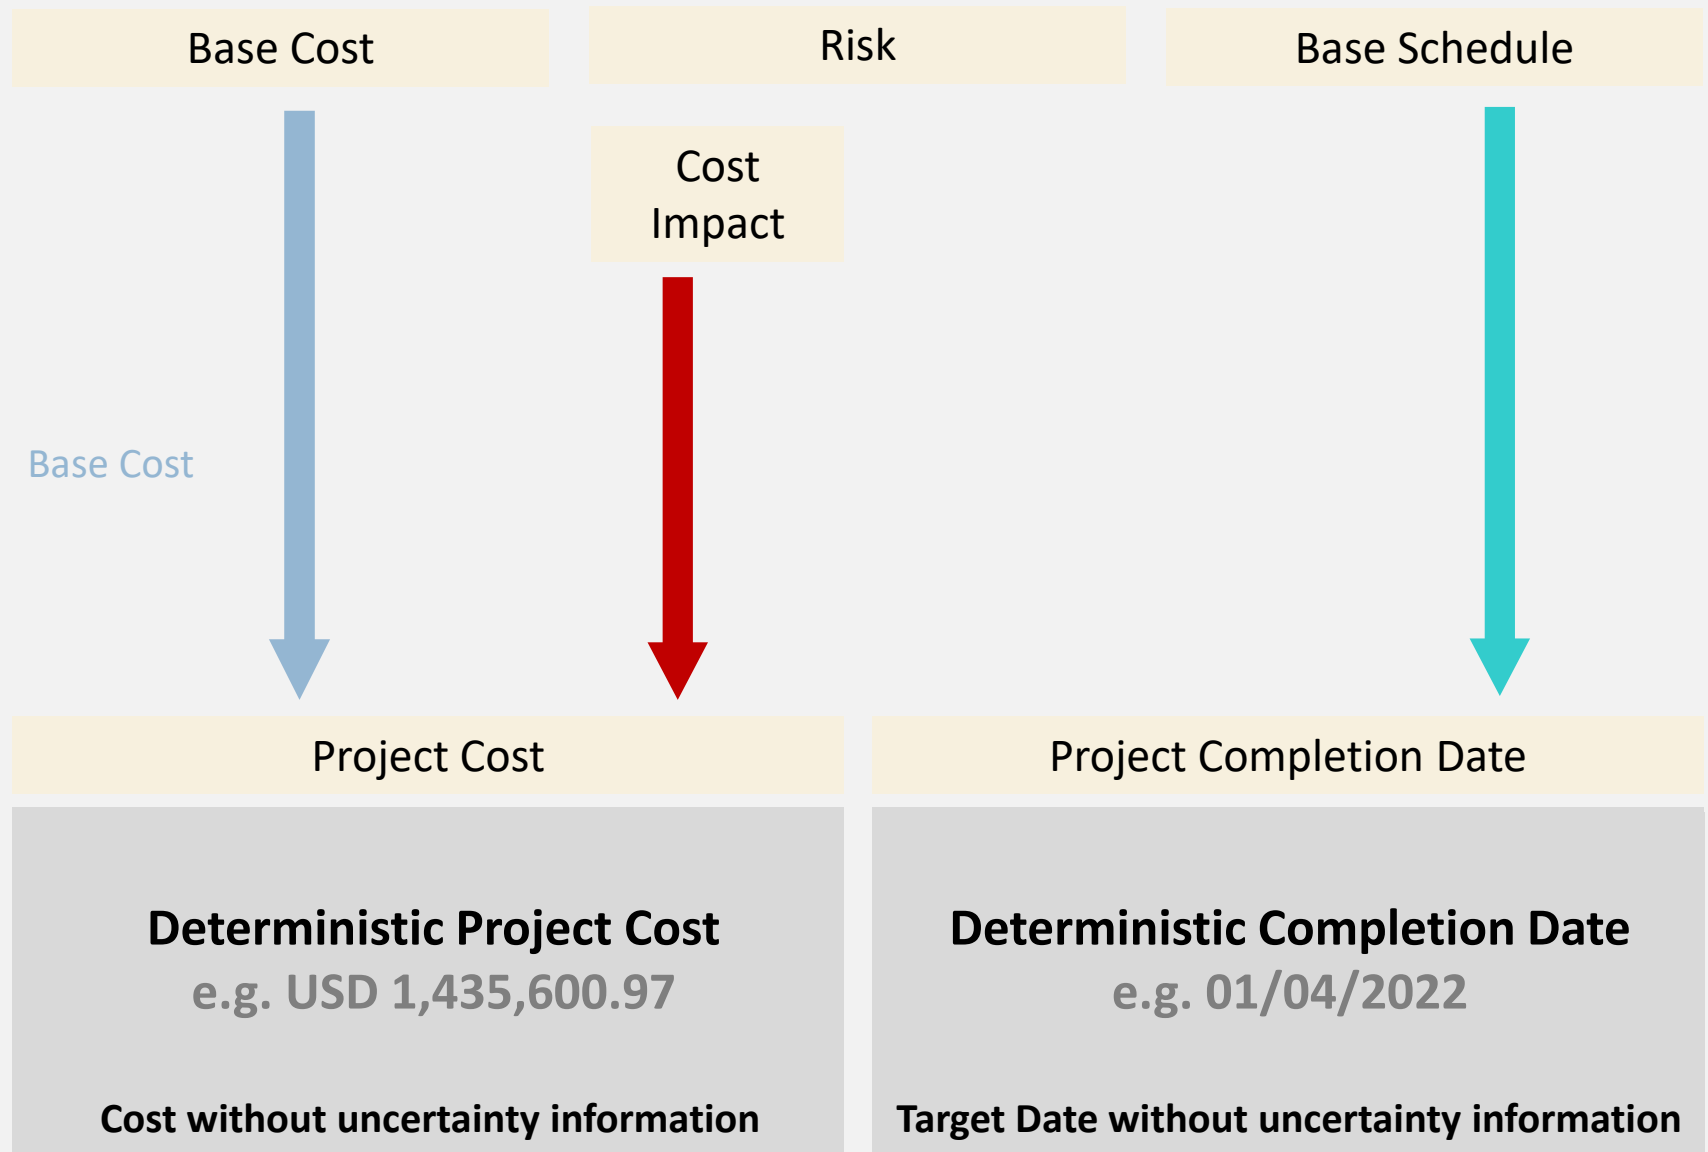 Base Cost
Risk
Base Schedule
Cost
Impact
Base Cost
Project Cost
Project Completion Date
Deterministic Project Cost
e.g. USD 1,435,600.97
Cost without uncertainty information
Deterministic Completion Date
e.g. 01/04/2022
Target Date without uncertainty information